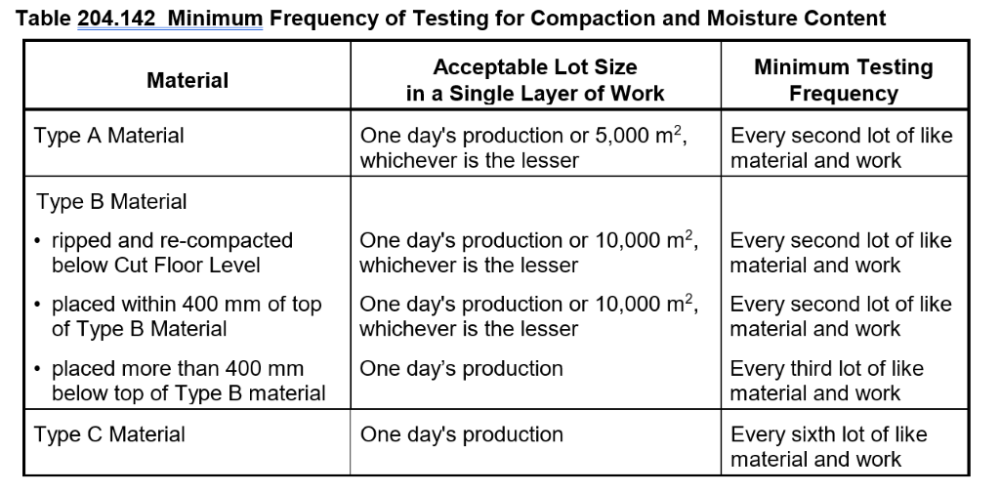 Table 204.142  Minimum Frequency of Testing for Compaction and Moisture Content
Material
Acceptable Lot Size
in a Single Layer of Work
Minimum Testing
Frequency
Type A Material
One day's production or 5,000 m²,
whichever is the lesser
Every second lot of like
material and work
Type B Material
• ripped and re-compacted
below Cut Floor Level
One day's production or 10,000 m²,
whichever is the lesser
Every second lot of like
material and work
• placed within 400 mm of top
of Type B Material
One day's production or 10,000 m²,
whichever is the lesser
Every second lot of like
material and work
• placed more than 400 mm
below top of Type B material
One day’s production
Every third lot of like
material and work
Type C Material
One day's production
Every sixth lot of like
material and work